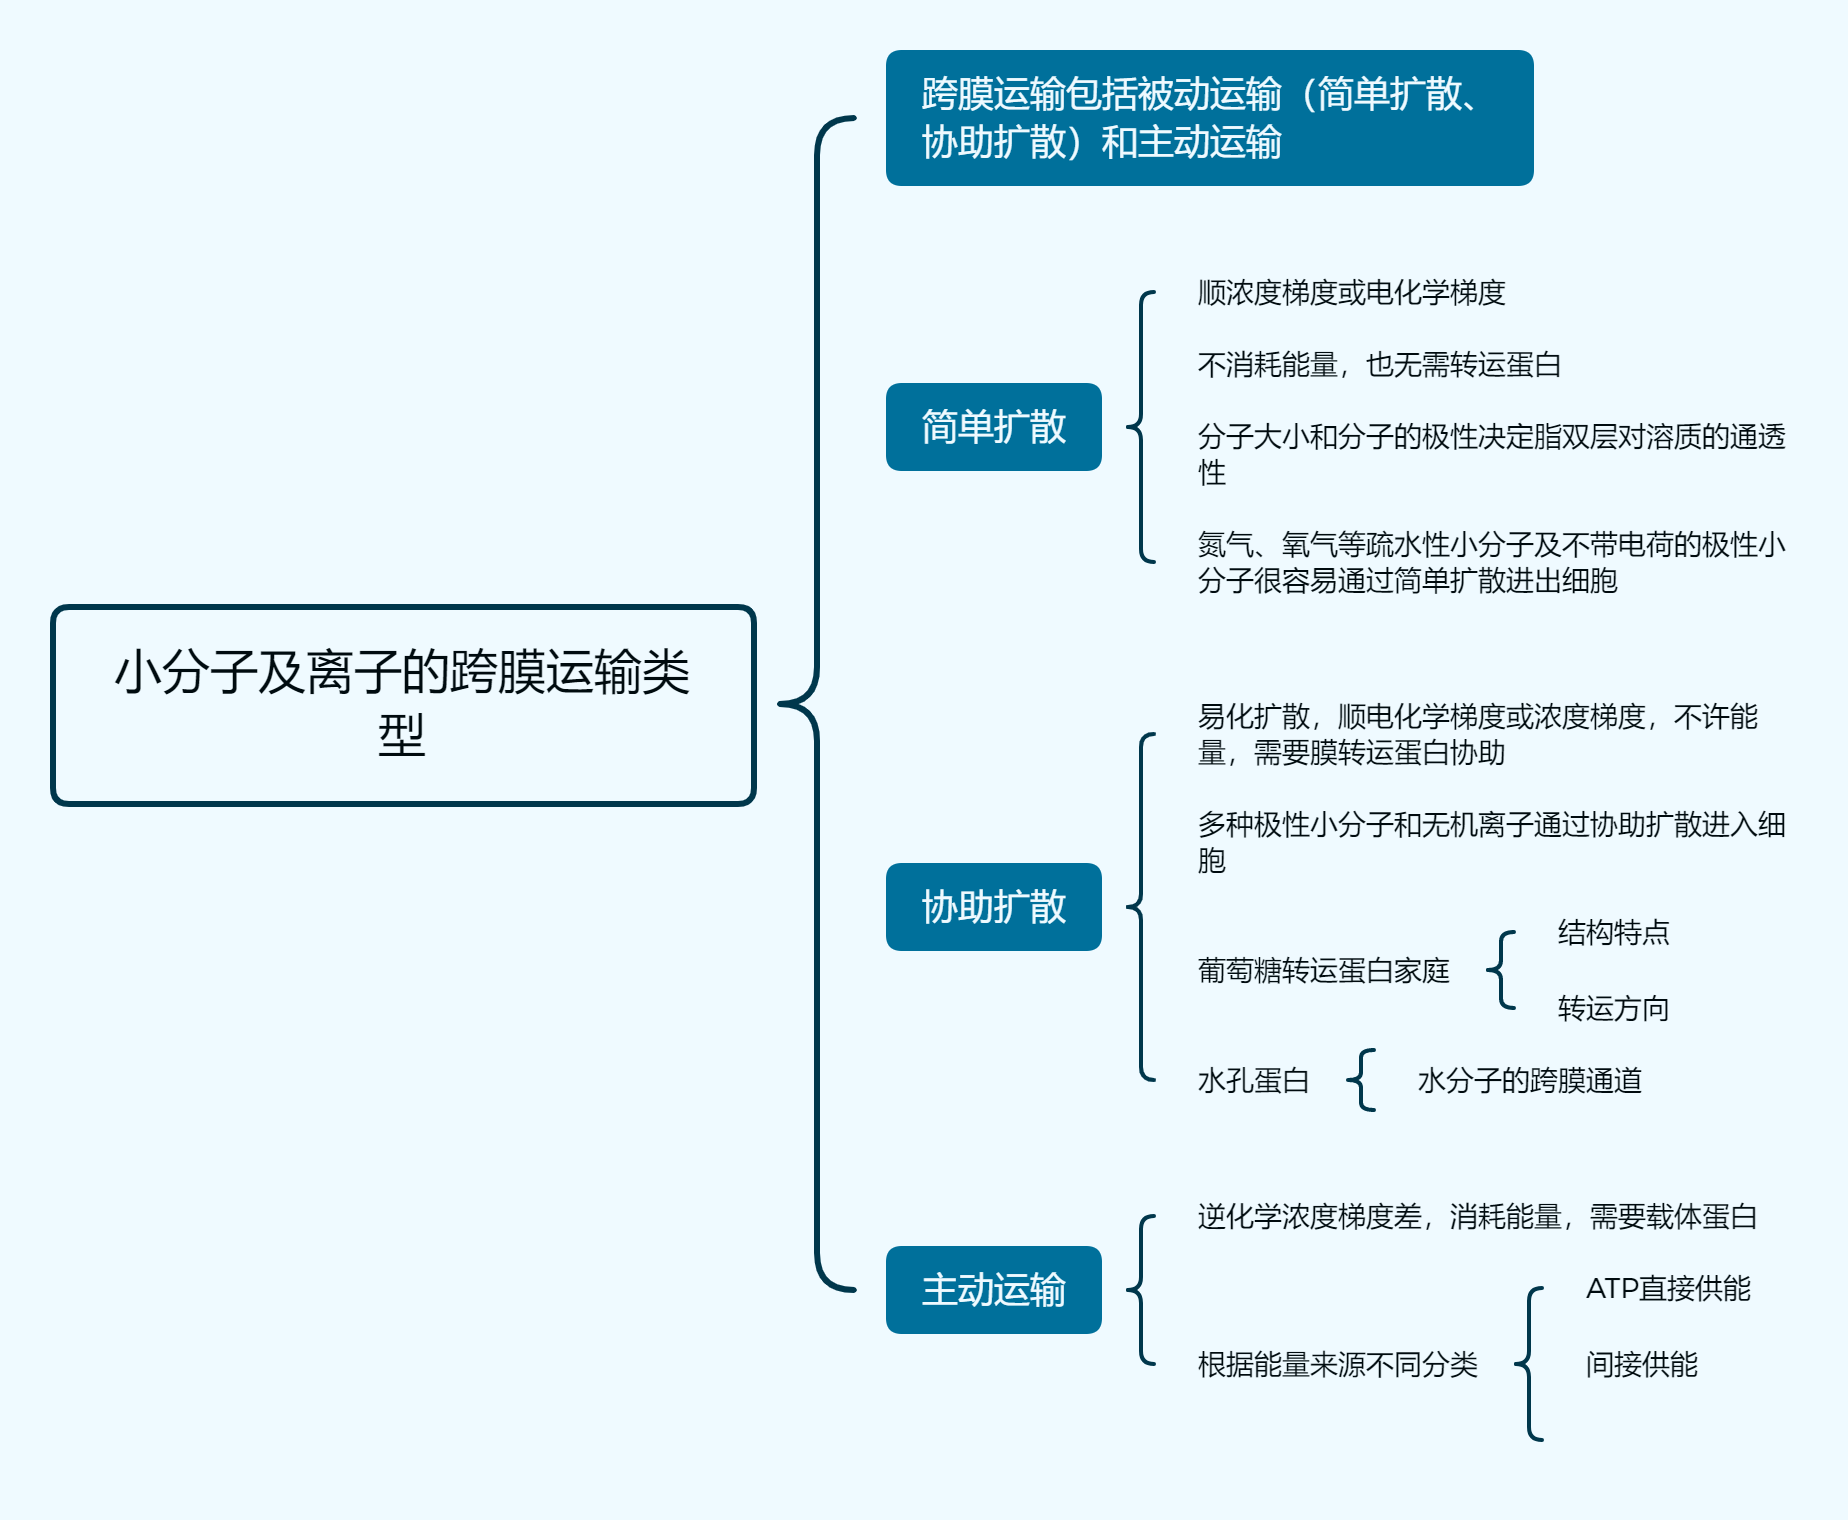 跨膜运输包括被动运输（简单扩散、
协助扩散）和主动运输
顺浓度梯度或电化学梯度
不消耗能量，也无需转运蛋白
简单扩散
分子大小和分子的极性决定脂双层对溶质的通透
性
氮气、氧气等疏水性小分子及不带电荷的极性小
分子很容易通过简单扩散进出细胞
小分子及离子的跨膜运输类
型
易化扩散，顺电化学梯度或浓度梯度，不许能
量，需要膜转运蛋白协助
多种极性小分子和无机离子通过协助扩散进入细
胞
协助扩散
葡萄糖转运蛋白家庭
结构特点
转运方向
水孔蛋白
水分子的跨膜通道
逆化学浓度梯度差，消耗能量，需要载体蛋白
主动运输
根据能量来源不同分类
ATP直接供能
间接供能